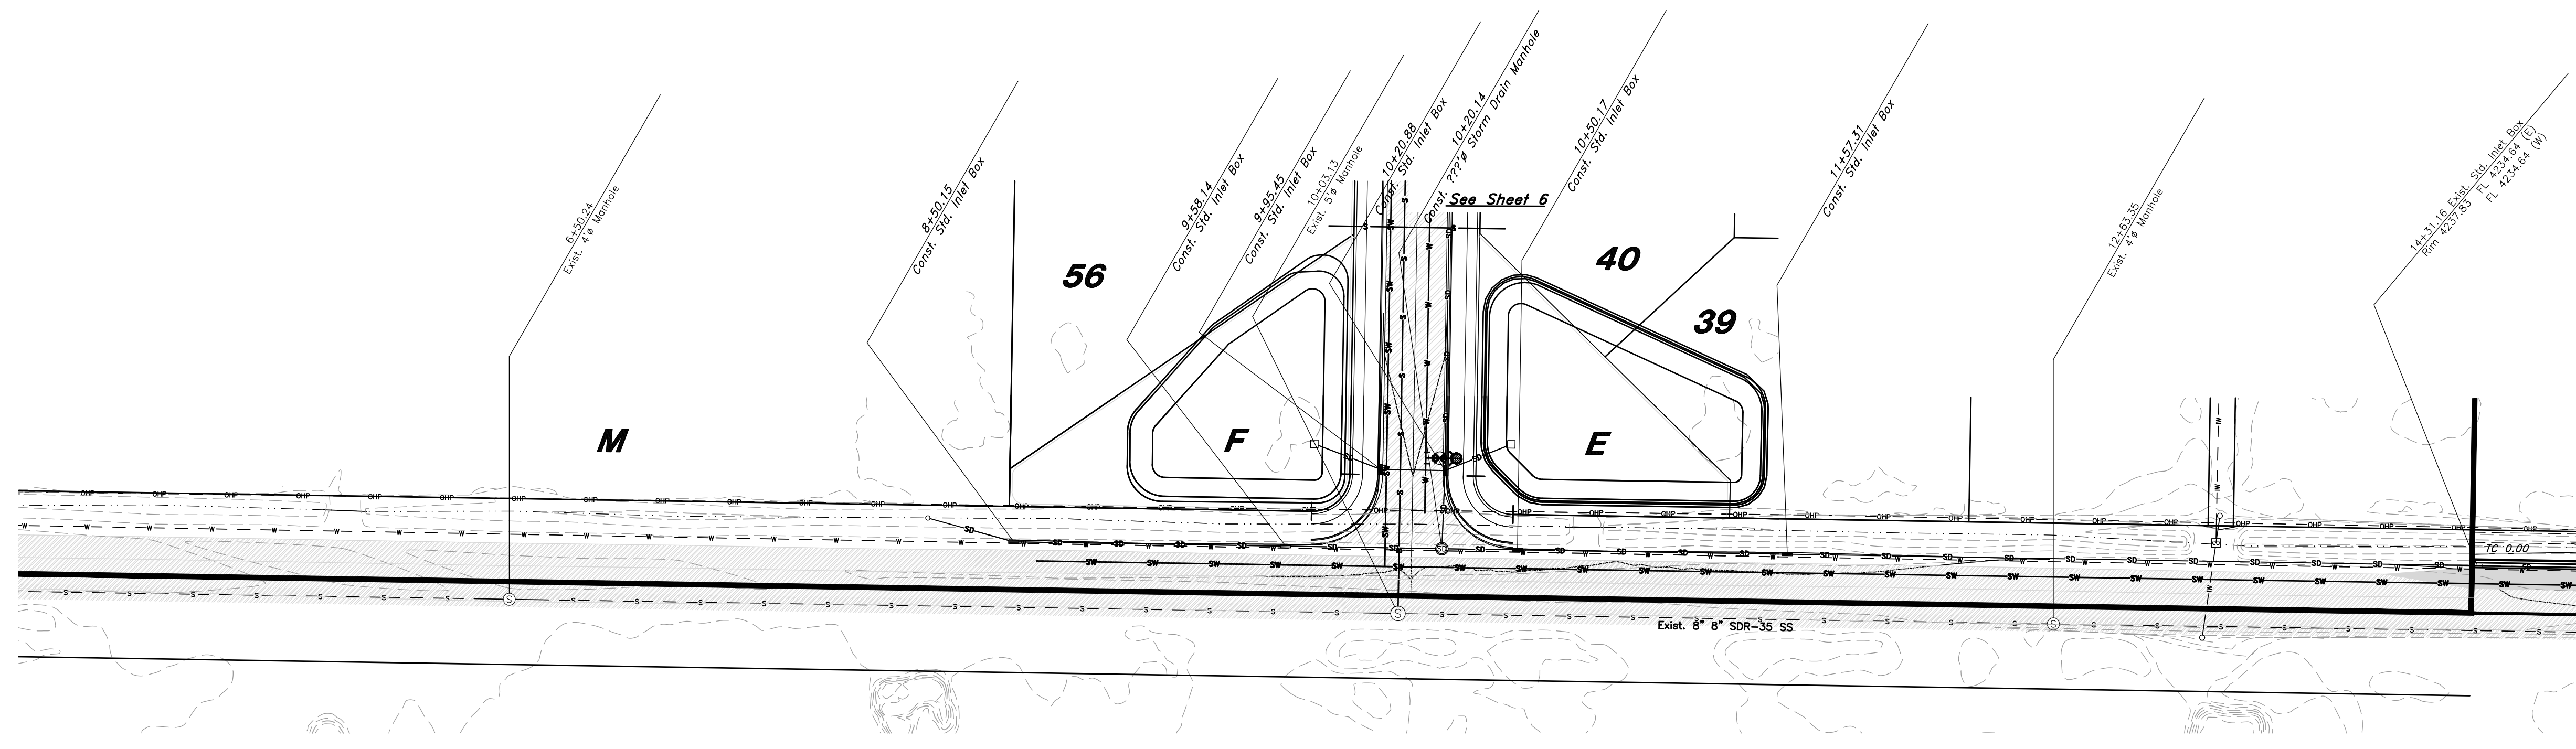 6+50.24
Exist. 4'ø Manhole
8+50.15
Const. Std. Inlet Box
9+58.14
Const. Std. Inlet Box
9+95.45
Const. Std. Inlet Box
10+03.13
Exist. 5'ø Manhole
10+20.88
Const. Std. Inlet Box
10+20.14
Const. ???'ø Storm Drain Manhole
10+50.17
Const. Std. Inlet Box
11+57.31
Const. Std. Inlet Box
12+63.35
Exist. 4'ø Manhole
14+31.16 Exist. Std. Inlet Box
Rim 4237.83
FL 4234.64 (E)
FL 4234.64 (W)
See Sheet 6
56
40
39
M
F
E
OHP
W
SD
SW
S
IW
TC 0.00
Exist. 8" 8" SDR-35 SS